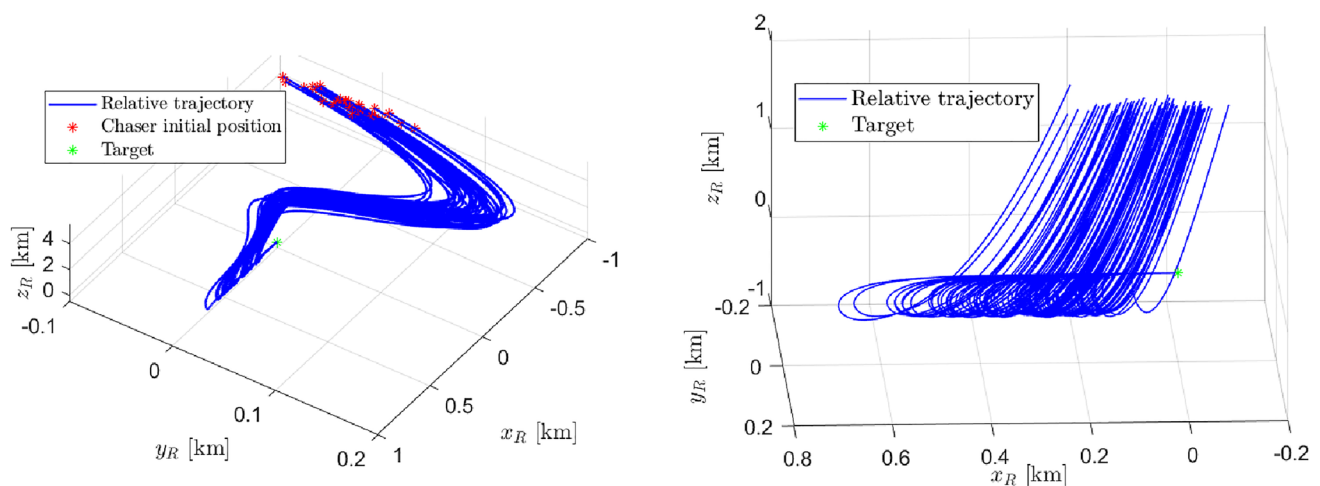 Relative trajectory
Chaser initial position
Target
z_R [km]
4
2
0
-0.1
0
0.1
0.2
y_R [km]
1
0.5
0
-0.5
-1
x_R [km]
Relative trajectory
Target
z_R [km]
2
1
0
-1
-0.2
0
0.2
y_R [km]
0.8
0.6
0.4
0.2
0
-0.2
x_R [km]